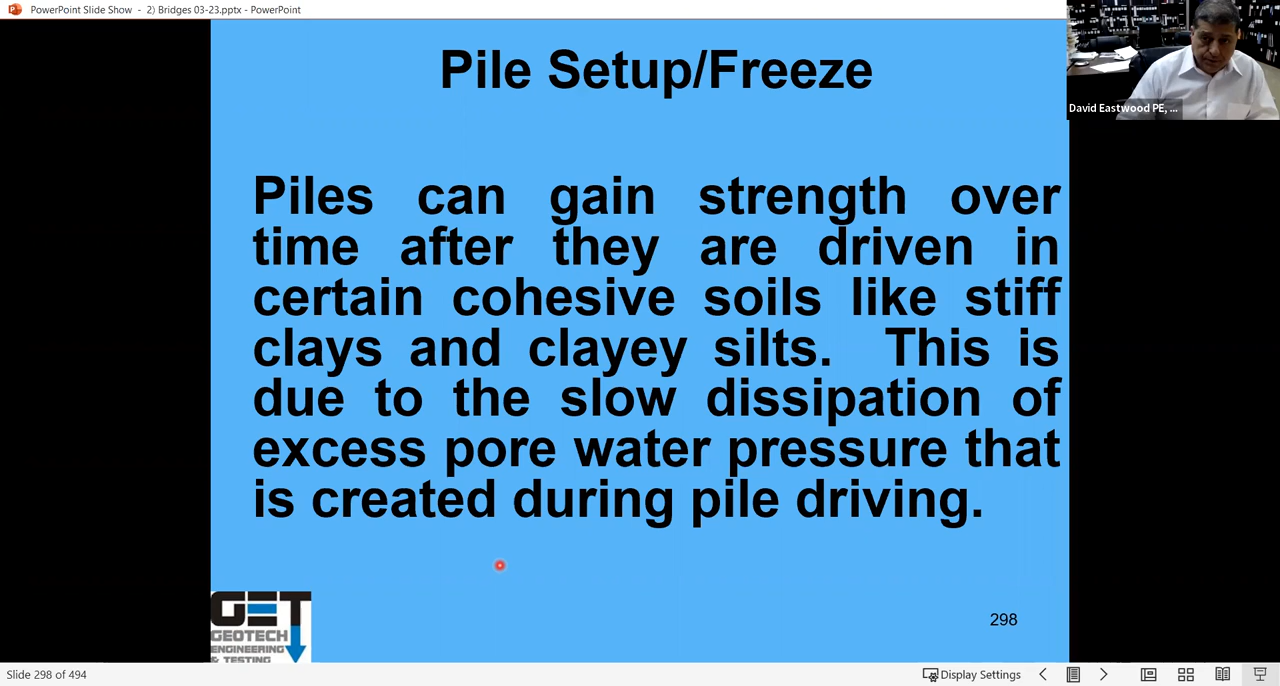 PowerPoint Slide Show - 2) Bridges 03-23.pptx - PowerPoint
David Eastwood PE, ...
Pile Setup/Freeze
Piles can gain strength over
time after they are driven in
certain cohesive soils like stiff
clays and clayey silts. This is
due to the slow dissipation of
excess pore water pressure that
is created during pile driving.
GET
GEOTECH
ENGINEERING
& TESTING
298
Slide 298 of 494
Display Settings